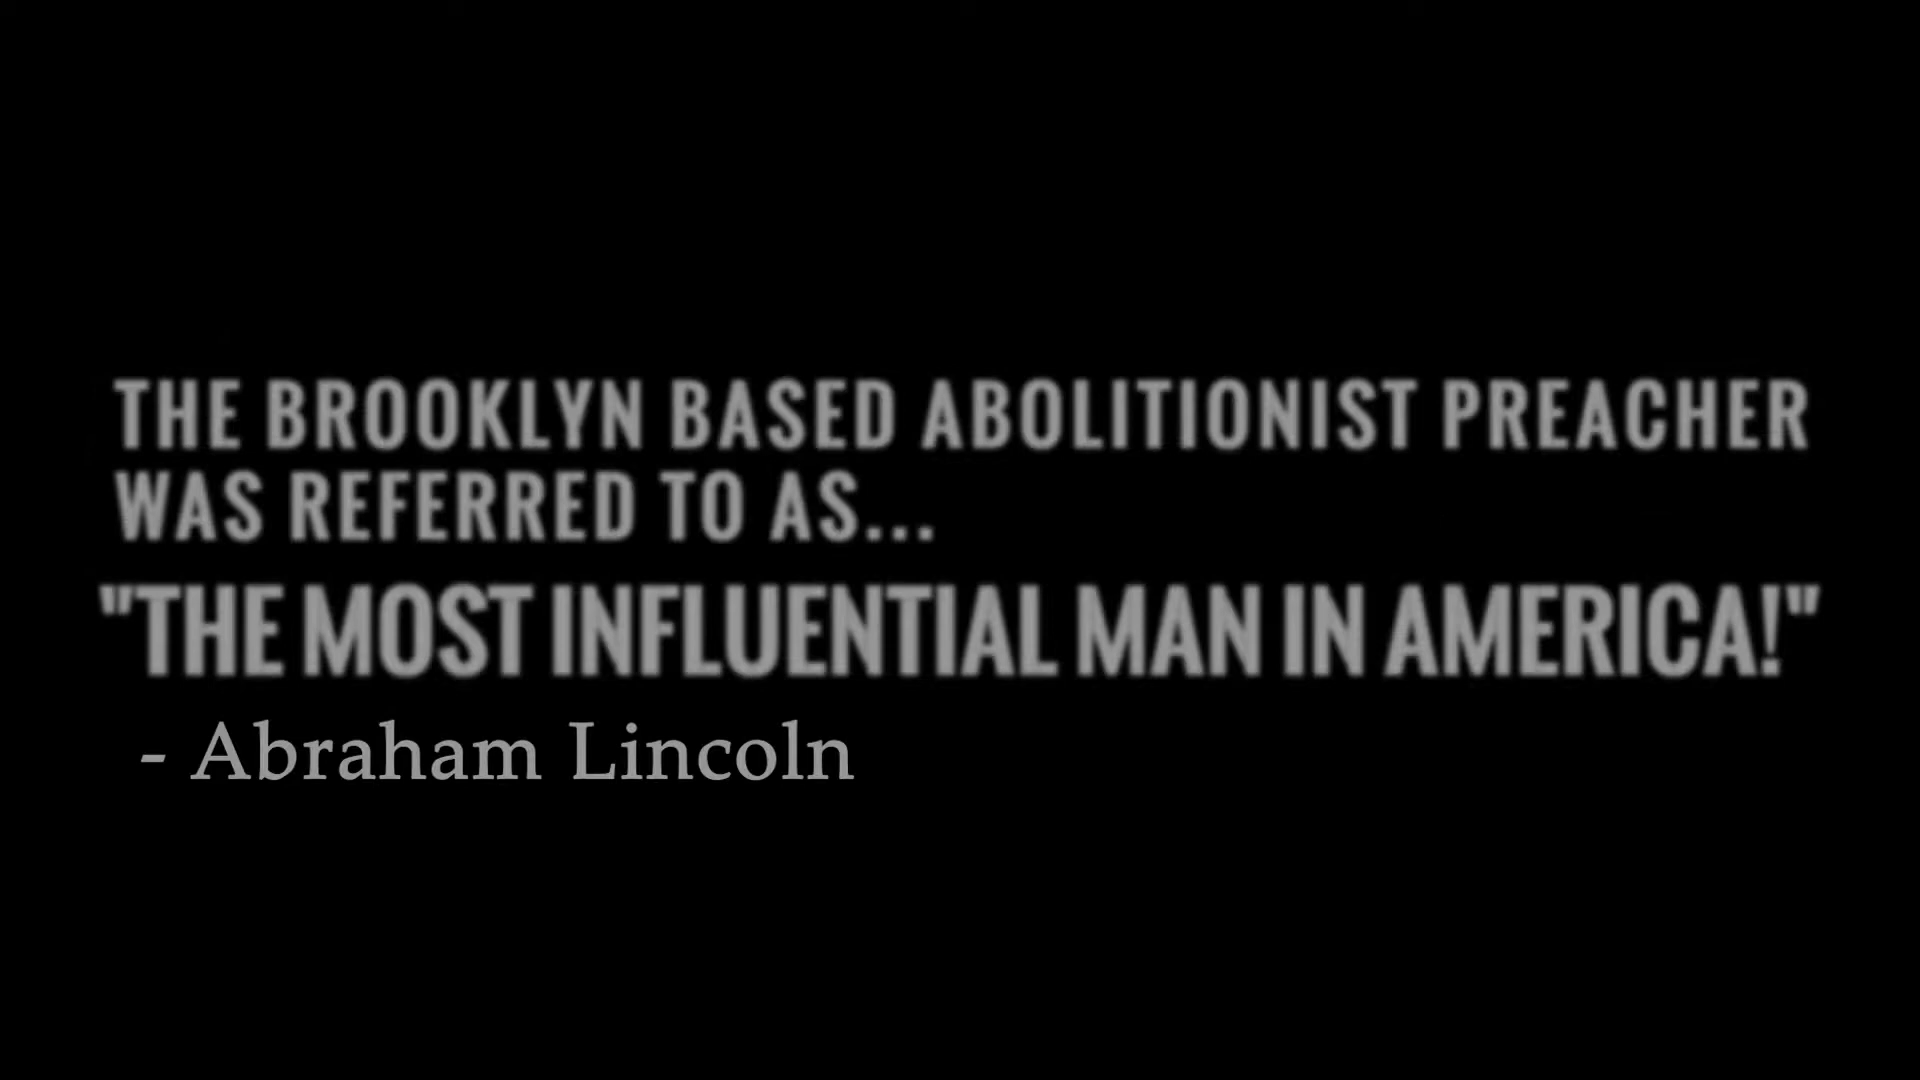 THE BROOKLYN BASED ABOLITIONIST PREACHER
WAS REFERRED TO AS...
"THE MOST INFLUENTIAL MAN IN AMERICA!"
- Abraham Lincoln